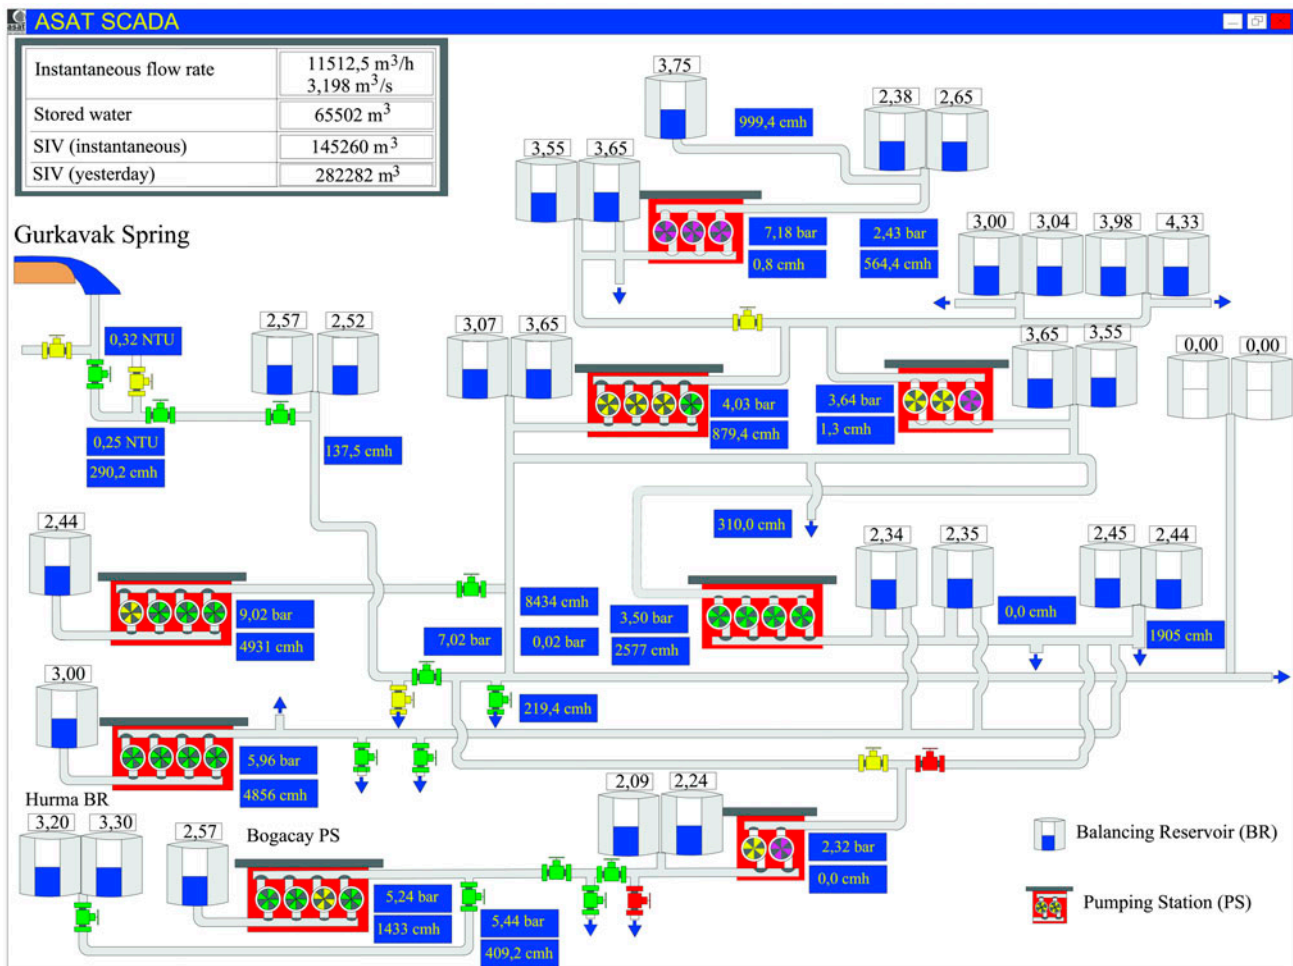 asat ASAT SCADA
Instantaneous flow rate 11512,5 m³/h
3,198 m³/s
Stored water 65502 m³
SIV (instantaneous) 145260 m³
SIV (yesterday) 282282 m³
3,75
2,38 2,65
999,4 cmh
3,55 3,65
7,18 bar 2,43 bar
0,8 cmh 564,4 cmh
3,00 3,04 3,98 4,33
Gurkavak Spring
0,32 NTU
2,57 2,52
3,07 3,65
3,65 3,55
0,00 0,00
4,03 bar 3,64 bar
879,4 cmh 1,3 cmh
0,25 NTU
290,2 cmh
137,5 cmh
310,0 cmh
2,44
2,34 2,35 2,45 2,44
9,02 bar
4931 cmh
8434 cmh
7,02 bar 0,02 bar
3,50 bar
2577 cmh
0,0 cmh
1905 cmh
3,00
219,4 cmh
5,96 bar
4856 cmh
Hurma BR
3,20 3,30
2,57
Bogacay PS
2,09 2,24
2,32 bar
0,0 cmh
5,24 bar
1433 cmh
5,44 bar
409,2 cmh
Balancing Reservoir (BR)
Pumping Station (PS)